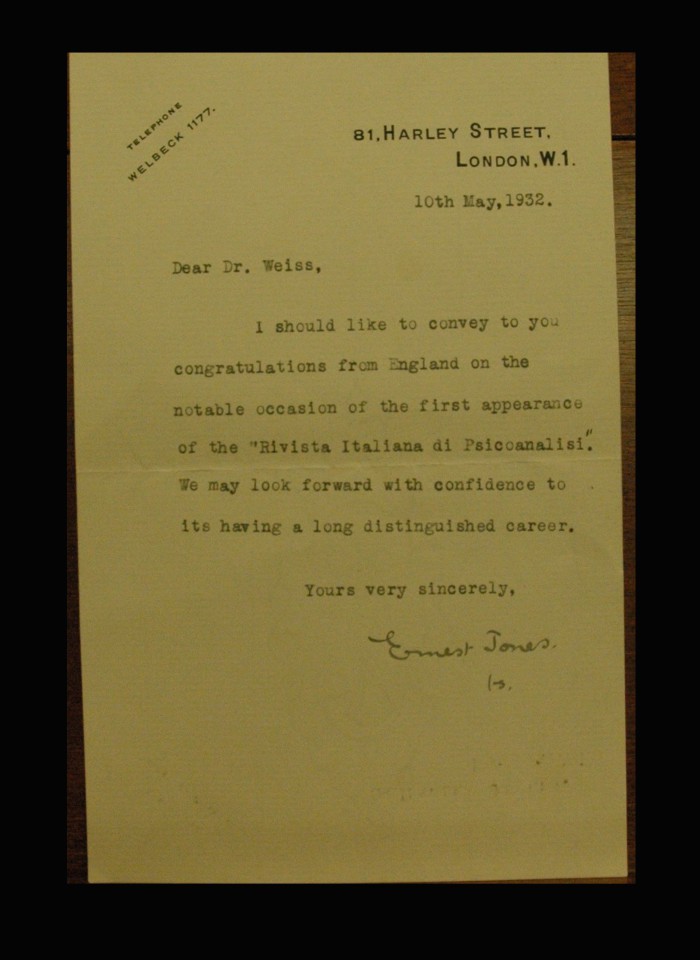 TELEPHONE
WELBECK 1177.
81, HARLEY STREET,
LONDON, W.1.
10th May, 1932.
Dear Dr. Weiss,
I should like to convey to you
congratulations from England on the
notable occasion of the first appearance
of the "Rivista Italiana di Psicoanalisi".
We may look forward with confidence to
its having a long distinguished career.
Yours very sincerely,
Ernest Jones.